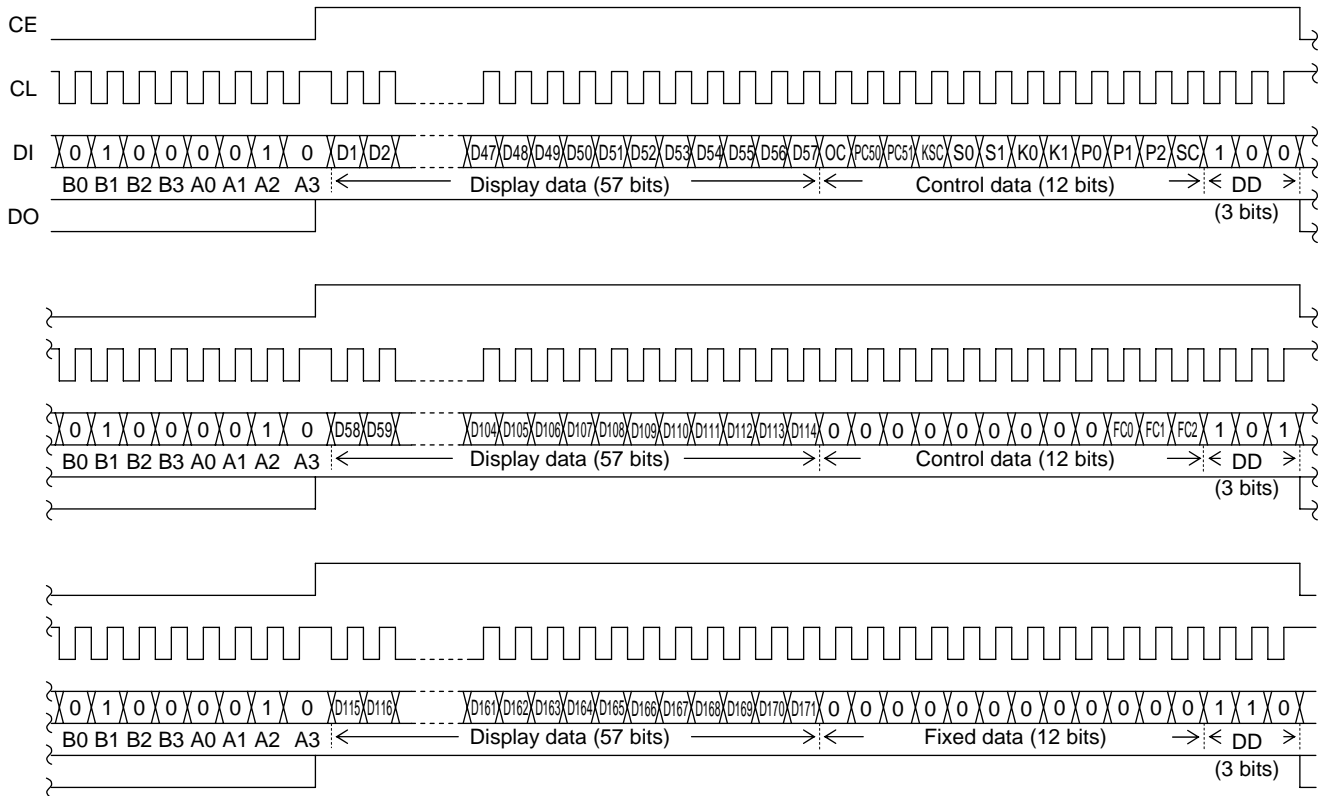 CE
CL
DI 0 1 0 0 0 0 1 0 D1 D2 D47 D48 D49 D50 D51 D52 D53 D54 D55 D56 D57 OC PC50 PC51 KSC S0 S1 K0 K1 P0 P1 P2 SC 1 0 0
B0 B1 B2 B3 A0 A1 A2 A3 Display data (57 bits) Control data (12 bits) DD
DO (3 bits)
0 1 0 0 0 0 1 0 D58 D59 D104 D105 D106 D107 D108 D109 D110 D111 D112 D113 D114 0 0 0 0 0 0 0 0 0 FC0 FC1 FC2 1 0 1
B0 B1 B2 B3 A0 A1 A2 A3 Display data (57 bits) Control data (12 bits) DD
(3 bits)
0 1 0 0 0 0 1 0 D115 D116 D161 D162 D163 D164 D165 D166 D167 D168 D169 D170 D171 0 0 0 0 0 0 0 0 0 0 0 0 1 1 0
B0 B1 B2 B3 A0 A1 A2 A3 Display data (57 bits) Fixed data (12 bits) DD
(3 bits)